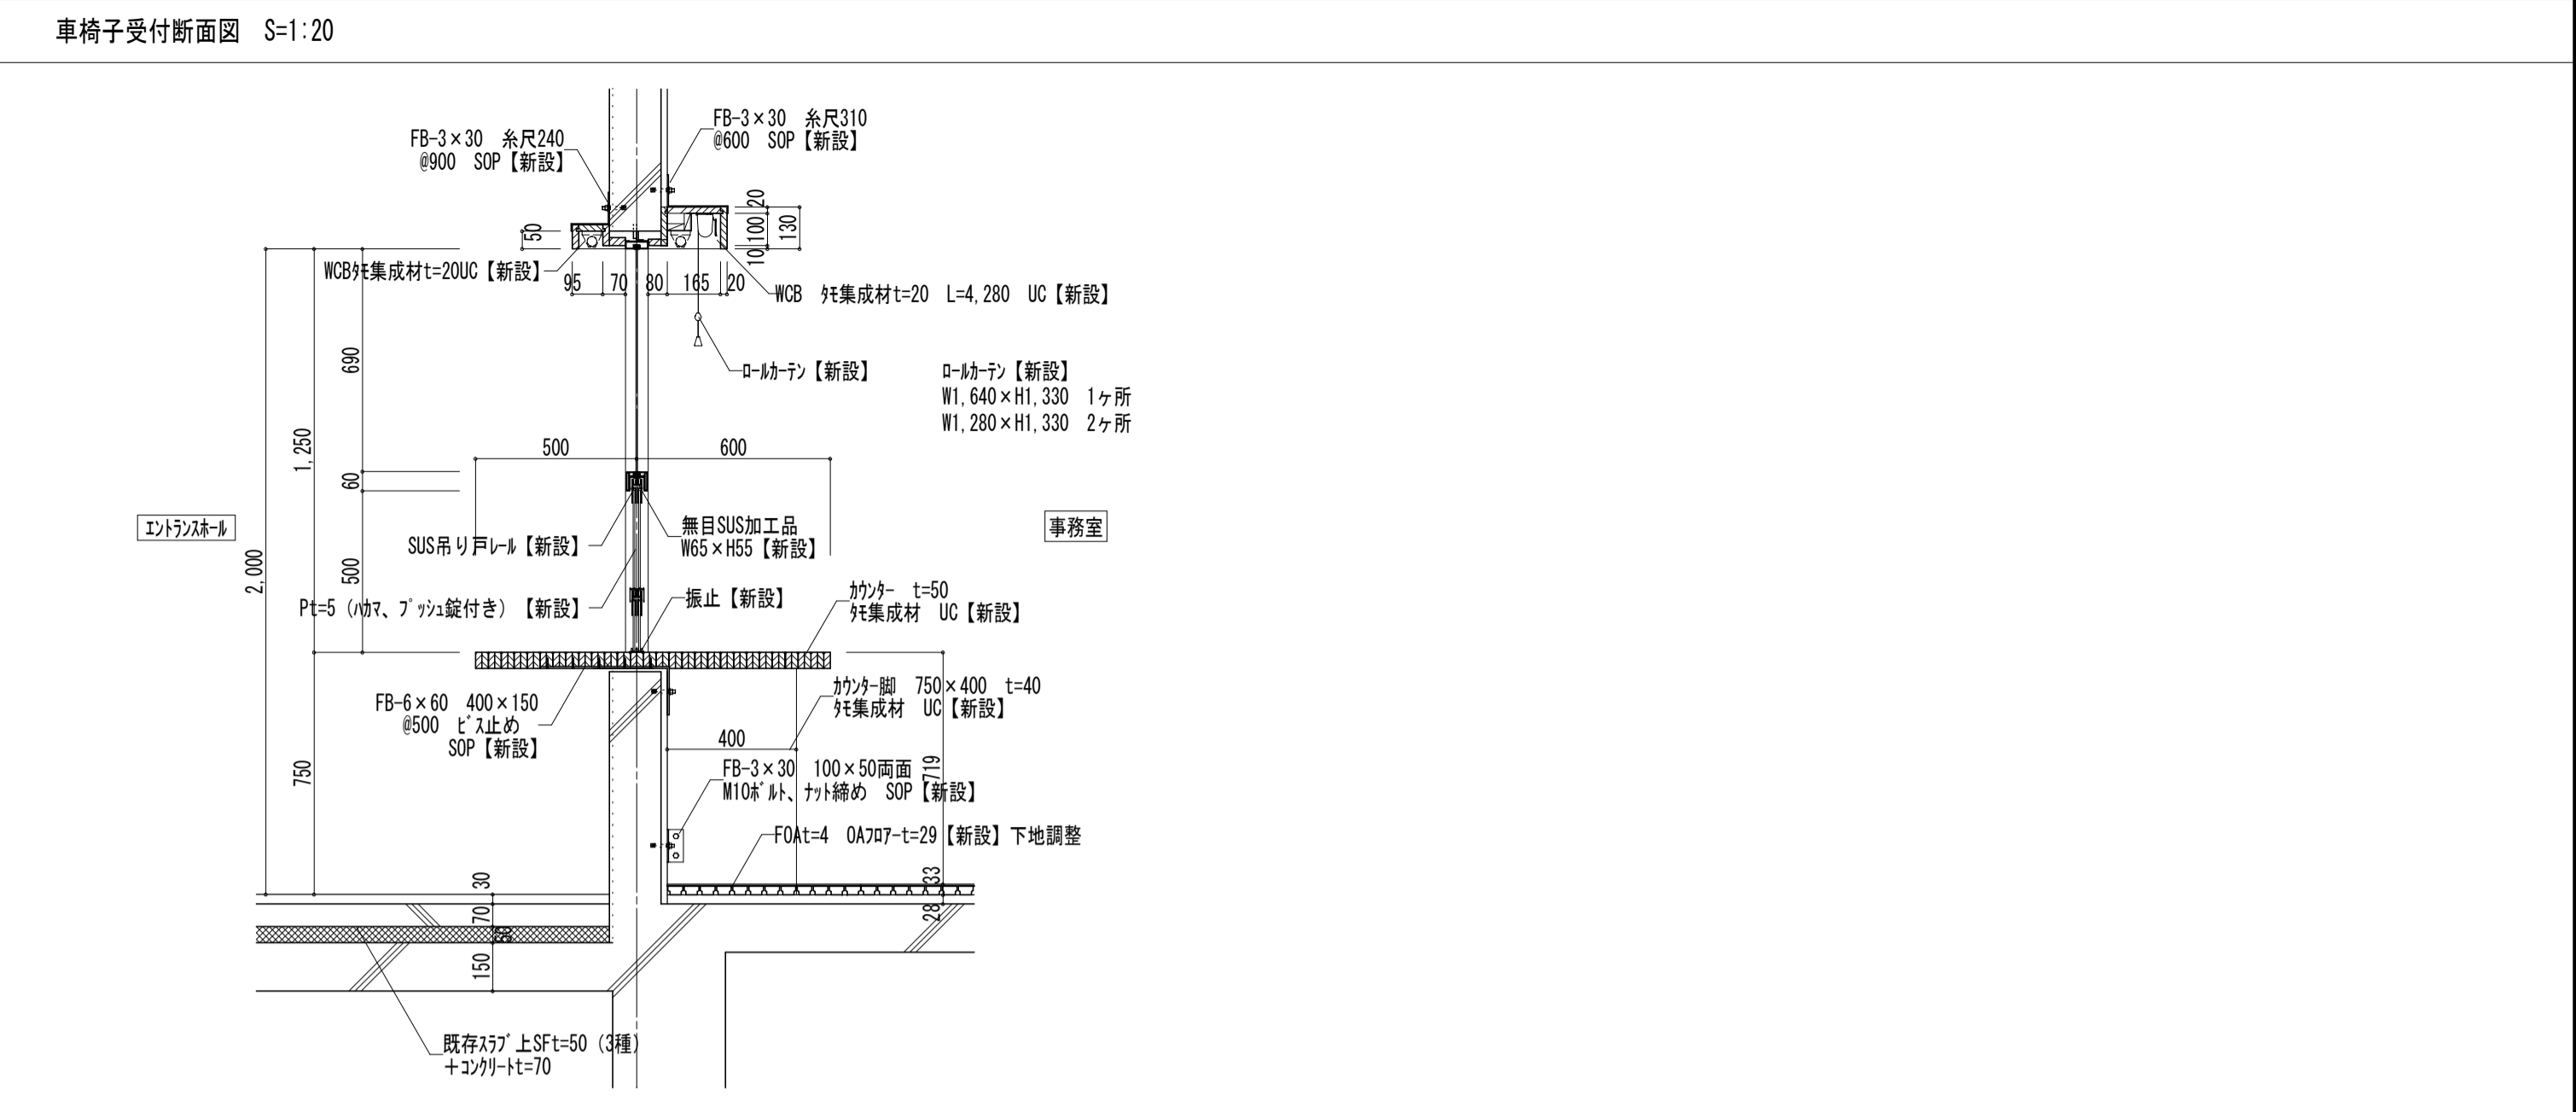 車椅子受付断面図　S=1:20
FB-3×30　糸尺240
@900　SOP【新設】
FB-3×30　糸尺310
@600　SOP【新設】
20
100
130
10
50
WCBﾀﾓ集成材t=20UC【新設】
95
70
80
165
20
WCB　ﾀﾓ集成材t=20　L=4,280　UC【新設】
ﾛｰﾙｶｰﾃﾝ【新設】
ﾛｰﾙｶｰﾃﾝ【新設】
W1,640×H1,330　1ヶ所
W1,280×H1,330　2ヶ所
690
1,250
60
500
2,000
500
600
ｴﾝﾄﾗﾝｽﾎｰﾙ
事務室
SUS吊り戸ﾚｰﾙ【新設】
無目SUS加工品
W65×H55【新設】
Pt=5（ﾊｶﾏ、ﾌﾟｯｼｭ錠付き）【新設】
振止【新設】
ｶｳﾝﾀｰ　t=50
ﾀﾓ集成材　UC【新設】
FB-6×60　400×150
@500　ﾋﾞｽ止め
SOP【新設】
ｶｳﾝﾀｰ脚　750×400　t=40
ﾀﾓ集成材　UC【新設】
400
750
719
FB-3×30　100×50両面
M10ﾎﾞﾙﾄ、ﾅｯﾄ締め　SOP【新設】
FOAt=4　OAﾌﾛｱｰt=29【新設】下地調整
33
28
30
70
50
150
既存ｽﾗﾌﾞ上SFt=50（3種）
＋ｺﾝｸﾘｰﾄt=70